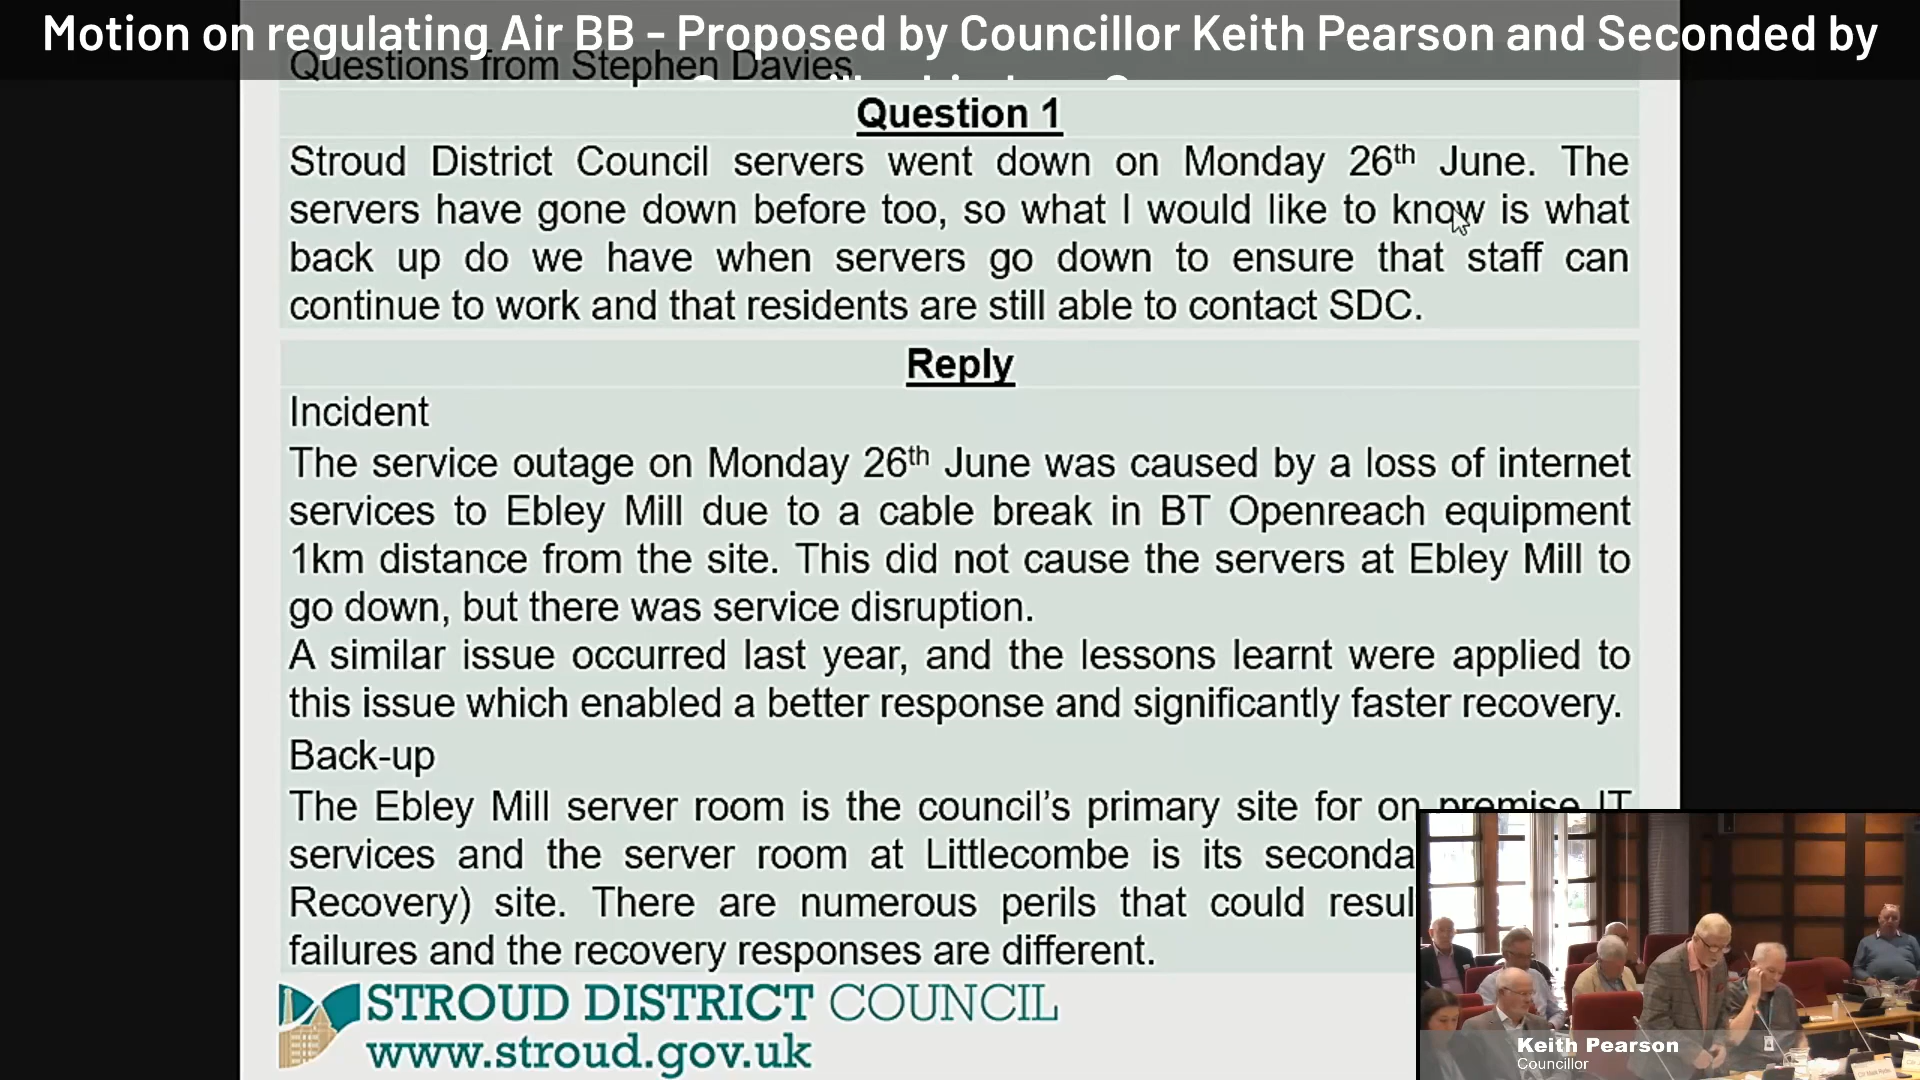 Motion on regulating Air BB - Proposed by Councillor Keith Pearson and Seconded by
Questions from Stephen Davies
Question 1
Stroud District Council servers went down on Monday 26th June. The
servers have gone down before too, so what I would like to know is what
back up do we have when servers go down to ensure that staff can
continue to work and that residents are still able to contact SDC.
Reply
Incident
The service outage on Monday 26th June was caused by a loss of internet
services to Ebley Mill due to a cable break in BT Openreach equipment
1km distance from the site. This did not cause the servers at Ebley Mill to
go down, but there was service disruption.
A similar issue occurred last year, and the lessons learnt were applied to
this issue which enabled a better response and significantly faster recovery.
Back-up
The Ebley Mill server room is the council's primary site for on premise IT
services and the server room at Littlecombe is its seconda
Recovery) site. There are numerous perils that could resul
failures and the recovery responses are different.
STROUD DISTRICT COUNCIL
www.stroud.gov.uk
Keith Pearson
Councillor